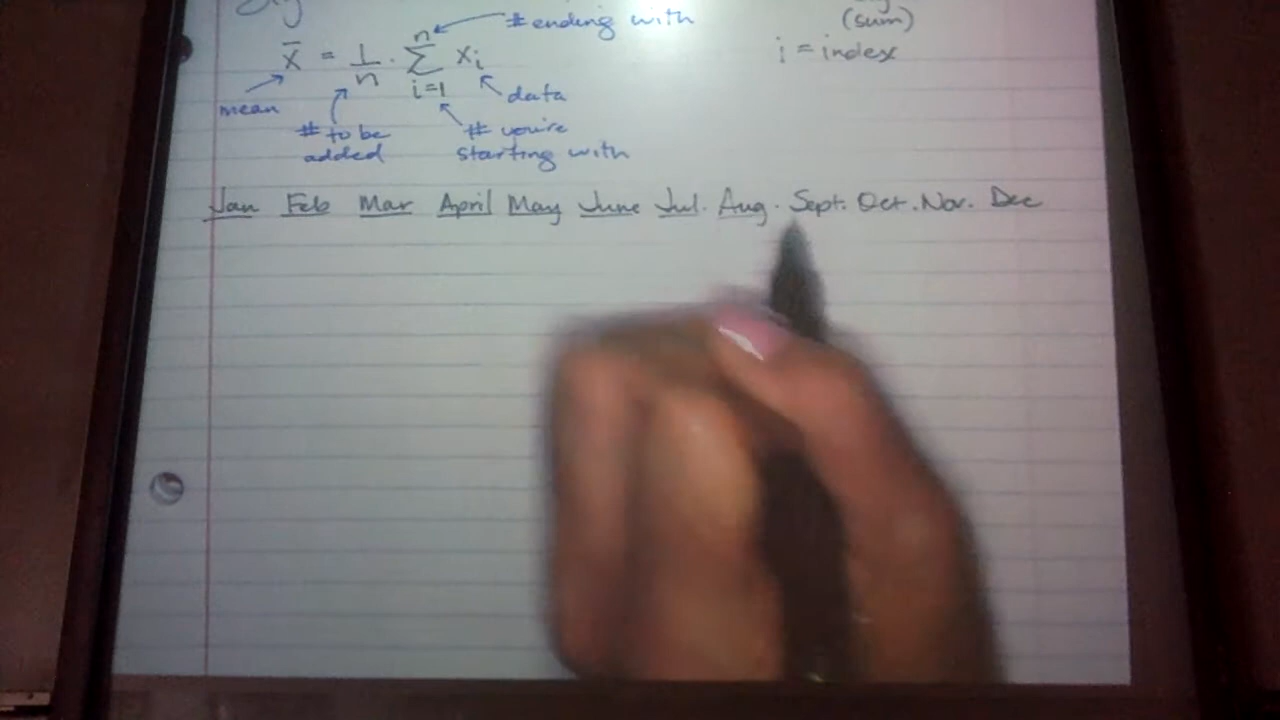 # ending with
(sum)
x̄ = 1/n · n Σ i=1 xi
i = index
mean
data
# to be added
# you're starting with
Jan Feb Mar April May June Jul. Aug. Sept. Oct. Nov. Dec